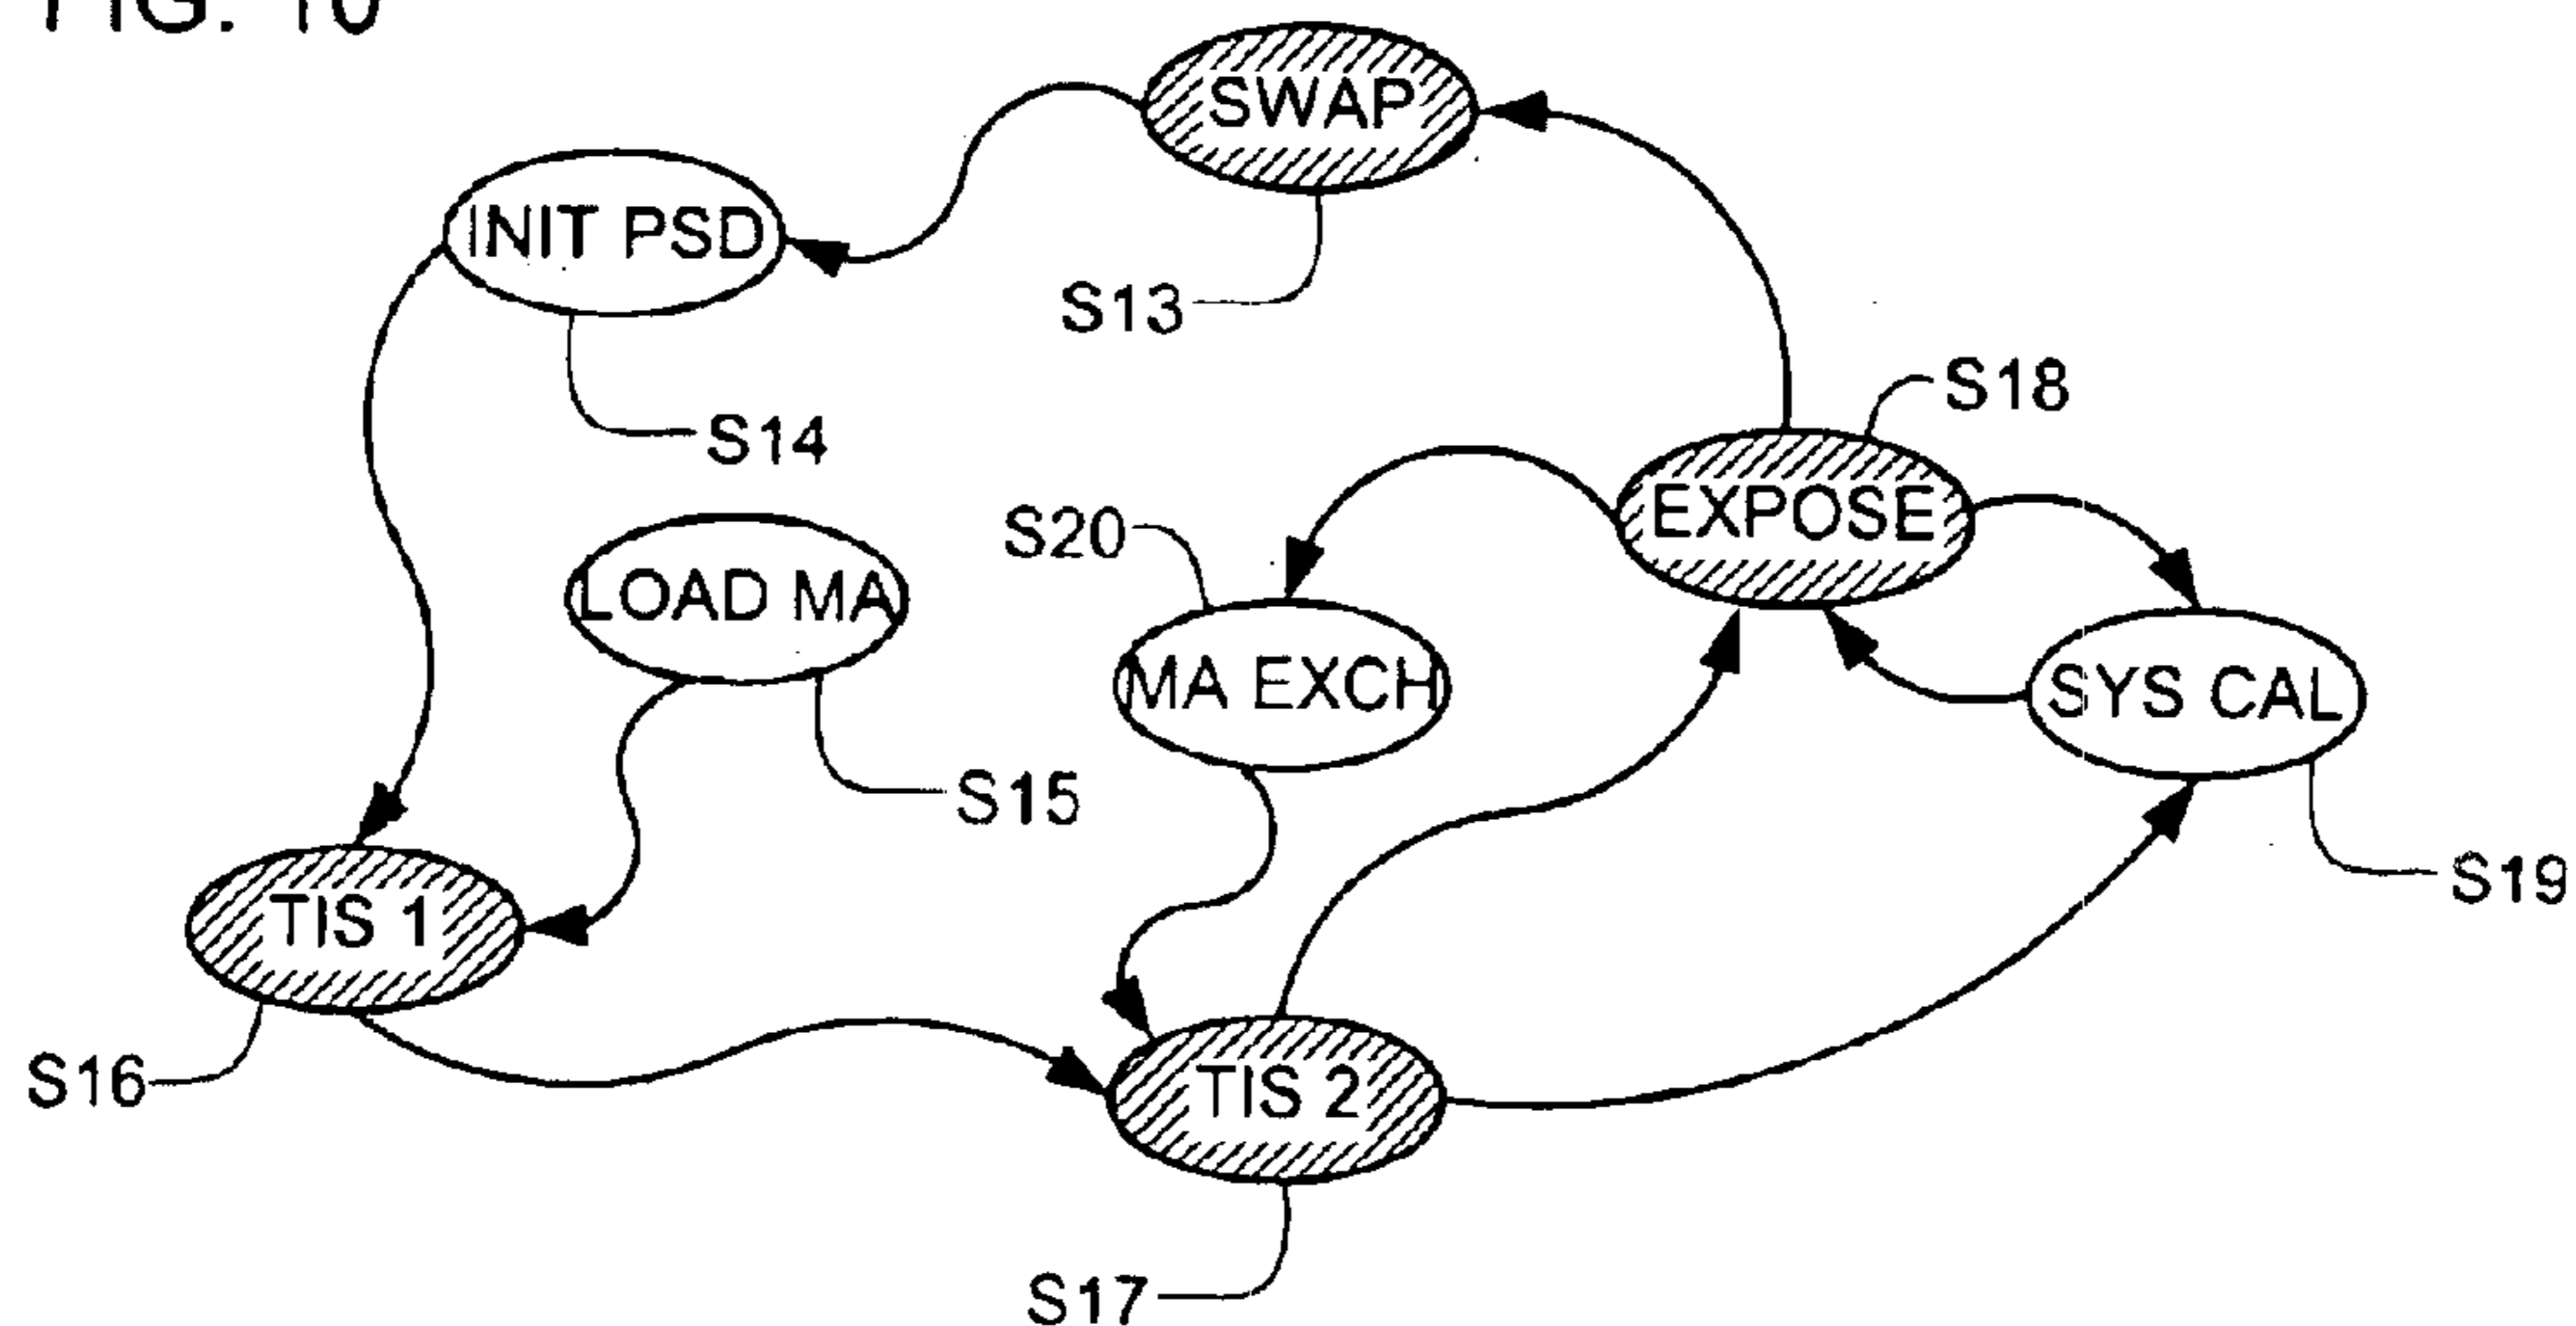 FIG. 10
SWAP
INIT PSD
S13
S14
S18
EXPOSE
S20
LOAD MA
MA EXCH
SYS CAL
S15
S19
TIS 1
S16
TIS 2
S17